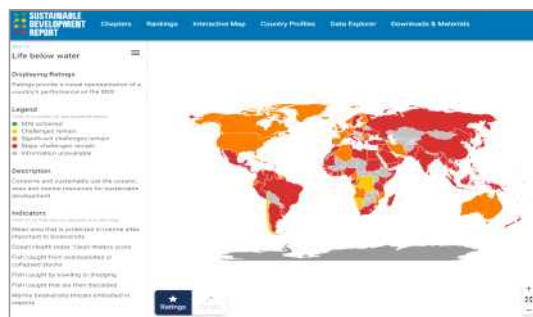 SUSTAINABLE
DEVELOPMENT
REPORT
Chapters
Rankings
Interactive Map
Country Profiles
Data Explorer
Downloads & Materials
Life below water
Displaying Ratings
Ratings provide a visual representation of a
country's performance on the SDG
Legend
SDG achieved
Challenges remain
Significant challenges remain
Major challenges remain
Information unavailable
Description
Conserve and sustainably use the oceans,
seas and marine resources for sustainable
development
Indicators
Mean area that is protected in marine sites
important to biodiversity
Ocean Health Index: Clean Waters score
Fish caught from overexploited or
collapsed stocks
Fish caught by trawling or dredging
Fish caught that are then discarded
Marine biodiversity threats embodied in
imports
Ratings